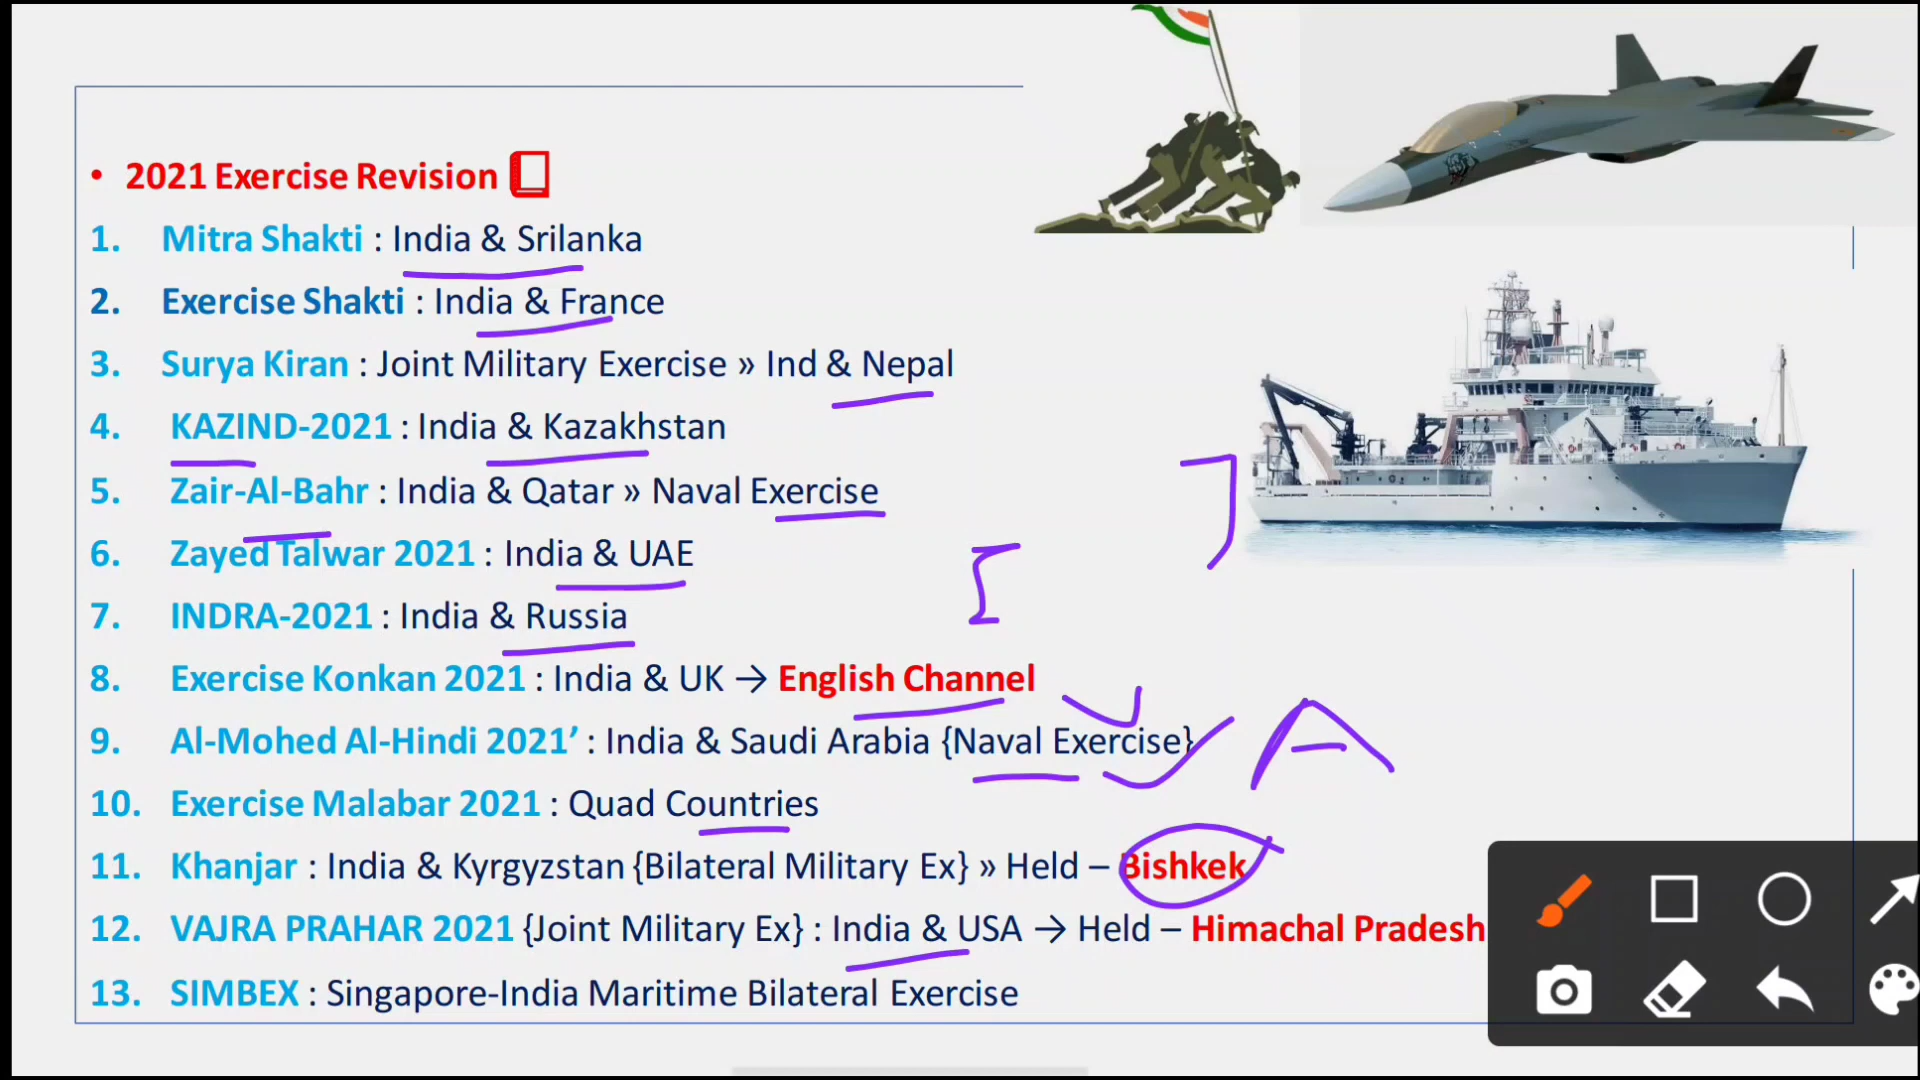 • 2021 Exercise Revision
1. Mitra Shakti : India & Srilanka
2. Exercise Shakti : India & France
3. Surya Kiran : Joint Military Exercise » Ind & Nepal
4. KAZIND-2021 : India & Kazakhstan
5. Zair-Al-Bahr : India & Qatar » Naval Exercise
6. Zayed Talwar 2021 : India & UAE
7. INDRA-2021 : India & Russia
8. Exercise Konkan 2021 : India & UK → English Channel
9. Al-Mohed Al-Hindi 2021’ : India & Saudi Arabia {Naval Exercise}
10. Exercise Malabar 2021 : Quad Countries
11. Khanjar : India & Kyrgyzstan {Bilateral Military Ex} » Held – Bishkek
12. VAJRA PRAHAR 2021 {Joint Military Ex} : India & USA → Held – Himachal Pradesh
13. SIMBEX : Singapore-India Maritime Bilateral Exercise